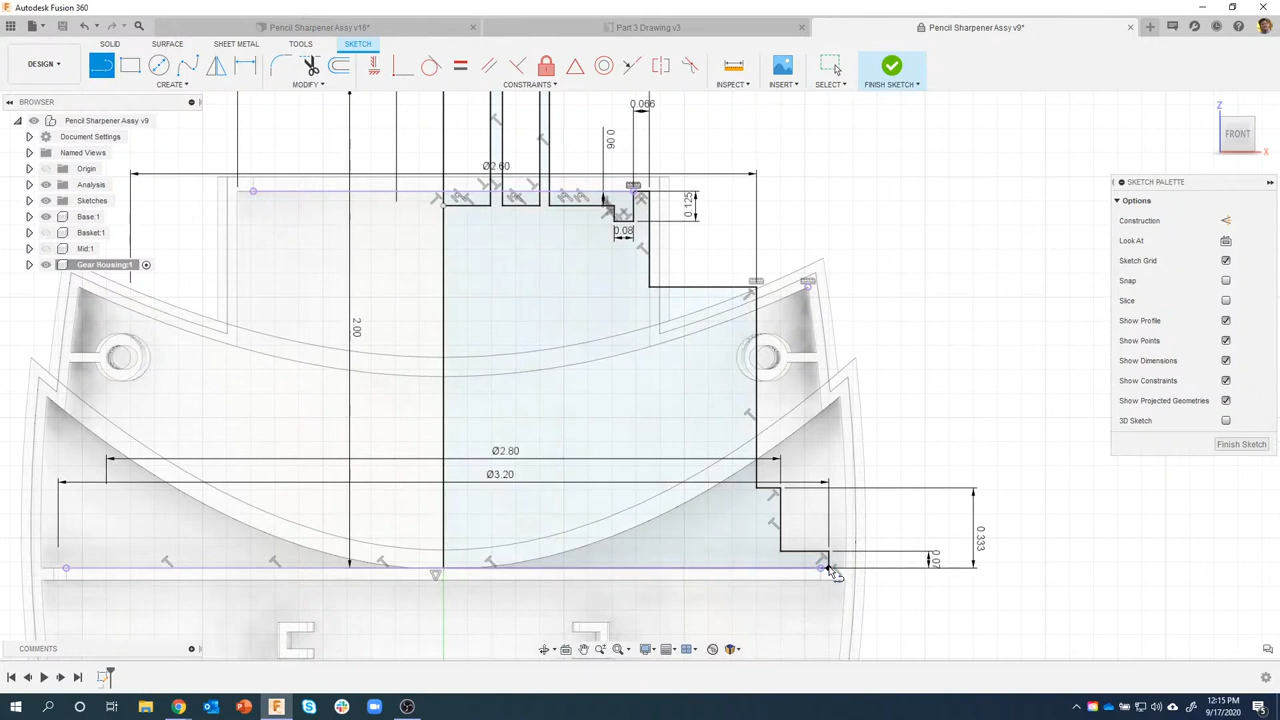 Autodesk Fusion 360
Pencil Sharpener Assy v16*
Part 3 Drawing v3
Pencil Sharpener Assy v9*
SOLID
SURFACE
SHEET METAL
TOOLS
SKETCH
DESIGN
CREATE
MODIFY
CONSTRAINTS
INSPECT
INSERT
SELECT
FINISH SKETCH
BROWSER
Pencil Sharpener Assy v9
Document Settings
Named Views
Origin
Analysis
Sketches
Base:1
Basket:1
Mid:1
Gear Housing:1
0.066
0.06
Ø2.60
0.125
0.08
2.00
Ø2.80
Ø3.20
0.333
0.07
Z
FRONT
X
SKETCH PALETTE
Options
Construction
Look At
Sketch Grid
Snap
Slice
Show Profile
Show Points
Show Dimensions
Show Constraints
Show Projected Geometries
3D Sketch
Finish Sketch
COMMENTS
12:15 PM
9/17/2020